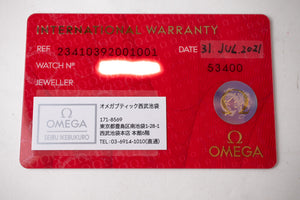 INTERNATIONAL WARRANTY
REF 23410392001001
DATE 31 JUL 2021
WATCH Nº
53400
JEWELLER
オメガブティック西武池袋
171-8569
東京都豊島区南池袋1-28-1
西武池袋本店 本館6階
TEL:03-6914-1010(直通)
Ω
OMEGA
SEIBU IKEBUKURO
Ω
OMEGA